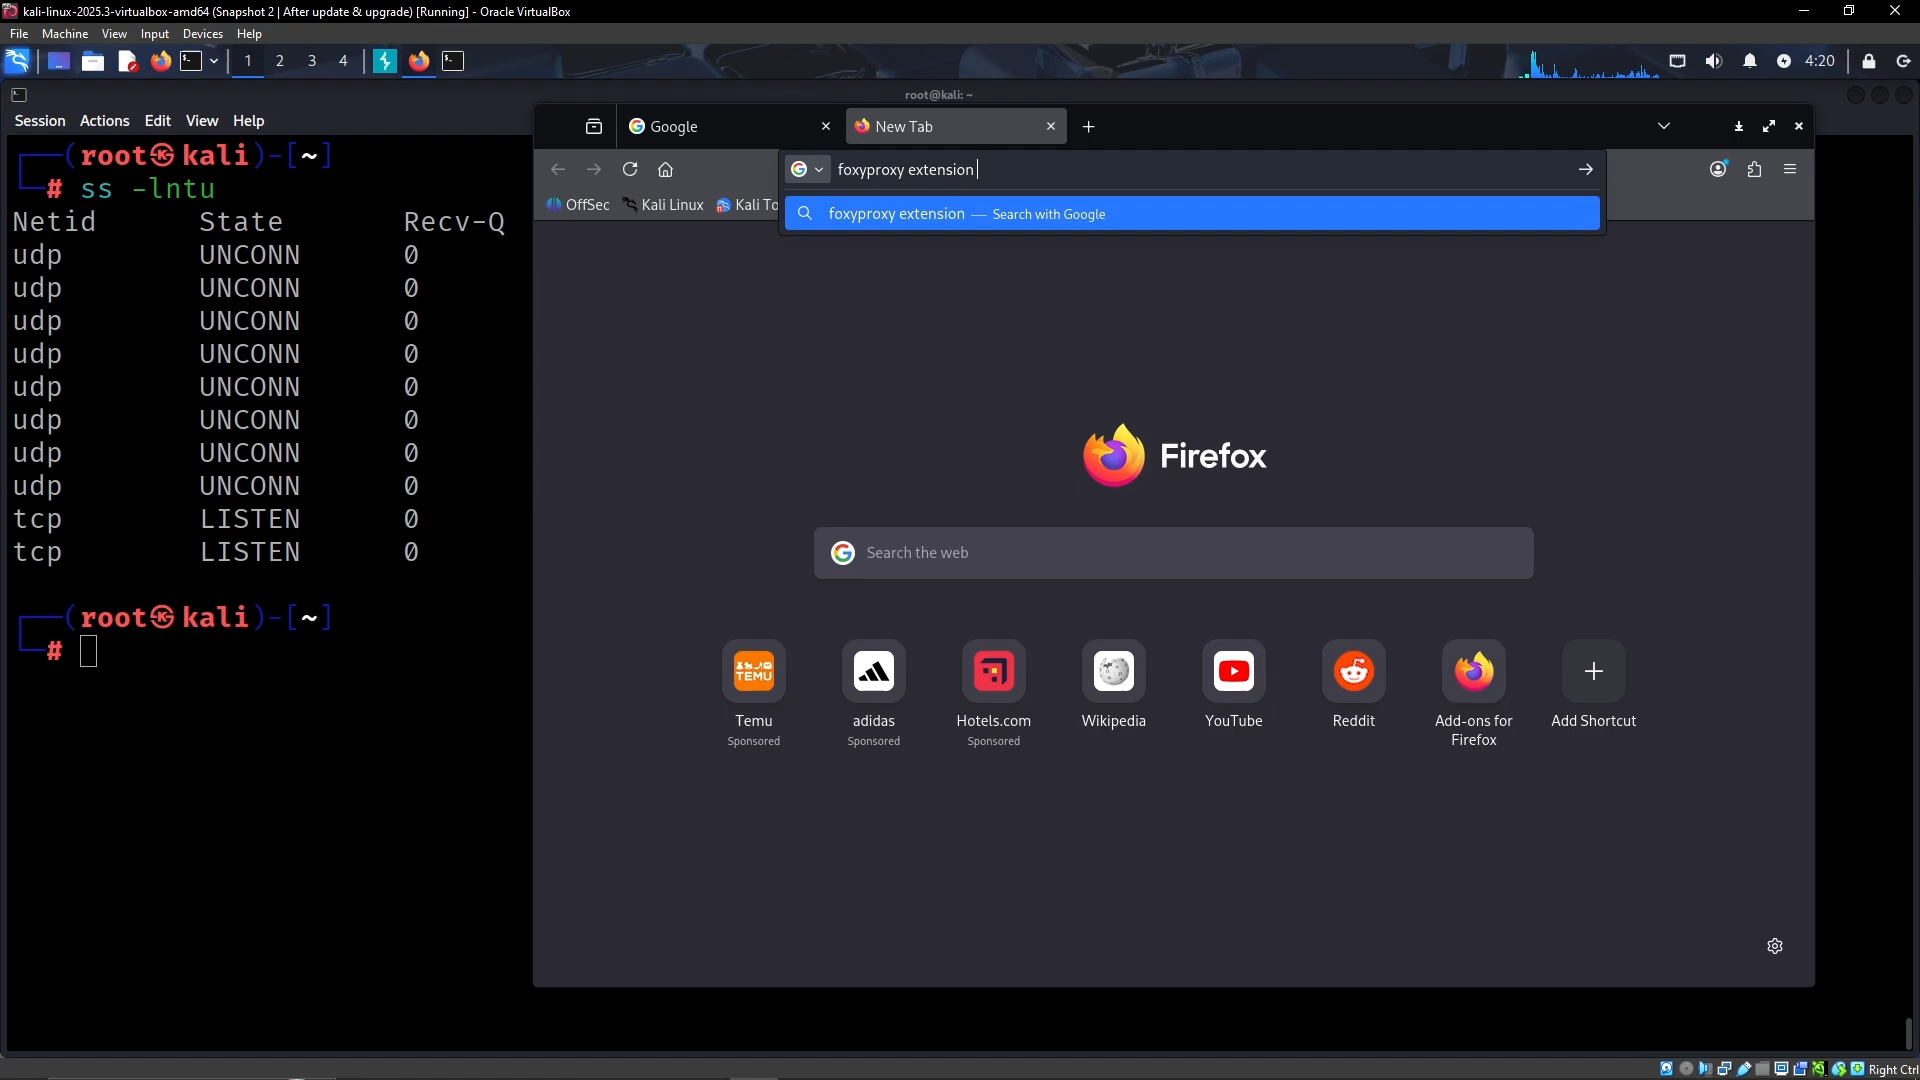 kali-linux-2025.3-virtualbox-amd64 (Snapshot 2 | After update & upgrade) [Running] - Oracle VirtualBox
File Machine View Input Devices Help
1 2 3 4 4:20
root@kali: ~
Session Actions Edit View Help
(root㉿kali)-[~]
# ss -lntu
Netid State Recv-Q
udp UNCONN 0
udp UNCONN 0
udp UNCONN 0
udp UNCONN 0
udp UNCONN 0
udp UNCONN 0
udp UNCONN 0
udp UNCONN 0
tcp LISTEN 0
tcp LISTEN 0
(root㉿kali)-[~]
#
Google New Tab
foxyproxy extension
OffSec Kali Linux Kali To
foxyproxy extension — Search with Google
Firefox
Search the web
TEMU
Temu
Sponsored
adidas
Sponsored
Hotels.com
Sponsored
Wikipedia
YouTube
Reddit
Add-ons for
Firefox
Add Shortcut
Right Ctrl